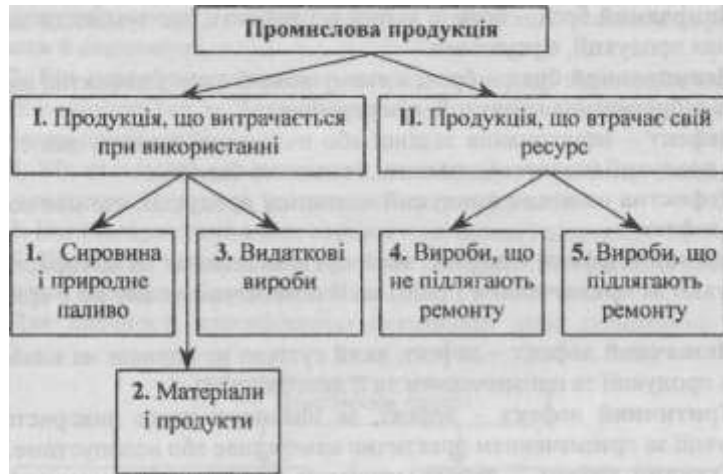 Промислова продукція
I. Продукція, що витрачається
при використанні
II. Продукція, що втрачає свій
ресурс
1. Сировина
і природне
паливо
3. Видаткові
вироби
4. Вироби, що
не підлягають
ремонту
5. Вироби, що
підлягають
ремонту
2. Матеріали
і продукти